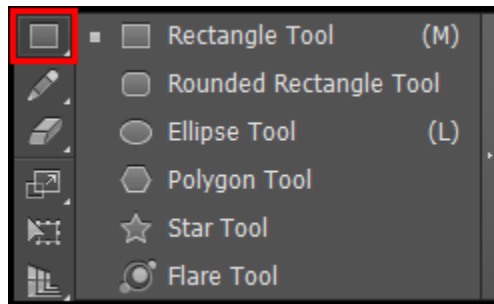 Rectangle Tool (M)
Rounded Rectangle Tool
Ellipse Tool (L)
Polygon Tool
Star Tool
Flare Tool